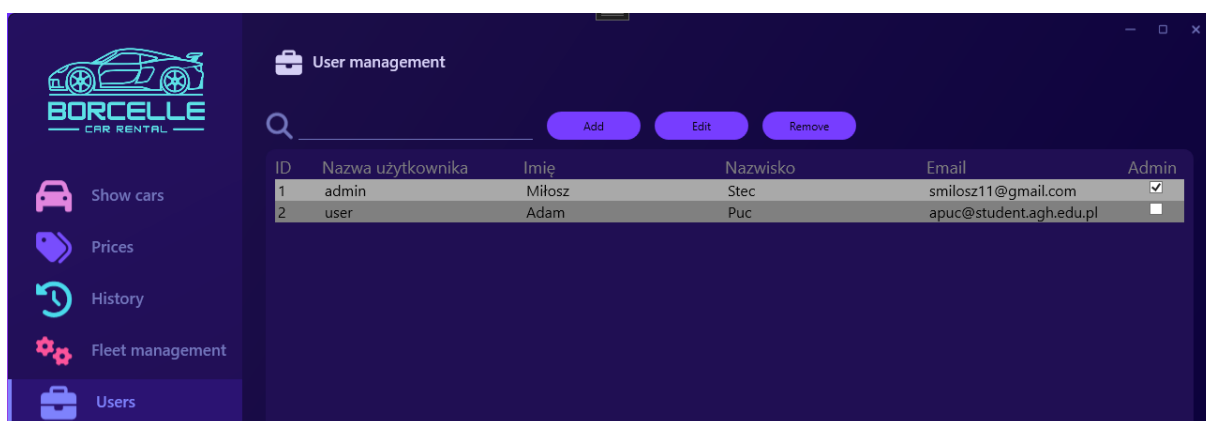 BORCELLE
CAR RENTAL
Show cars
Prices
History
Fleet management
Users
User management
Add Edit Remove
ID Nazwa użytkownika Imię Nazwisko Email Admin
1 admin Miłosz Stec smilosz11@gmail.com
2 user Adam Puc apuc@student.agh.edu.pl